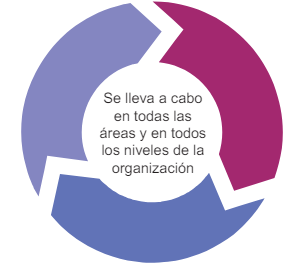 Se lleva a cabo
en todas las
áreas y en todos
los niveles de la
organización